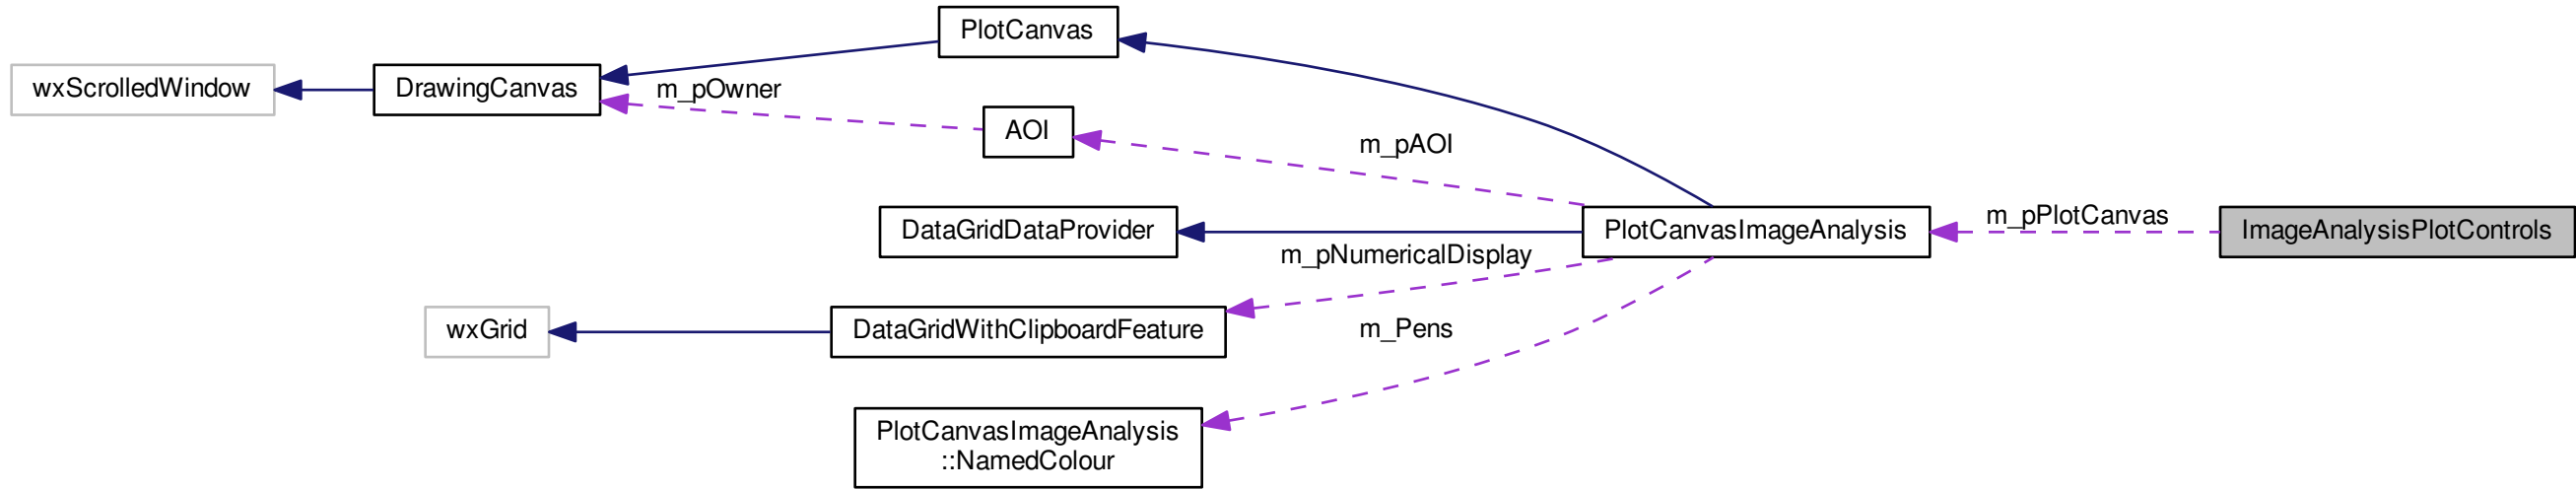 PlotCanvas
wxScrolledWindow
DrawingCanvas
m_pOwner
AOI
m_pAOI
DataGridDataProvider
PlotCanvasImageAnalysis
m_pPlotCanvas
ImageAnalysisPlotControls
m_pNumericalDisplay
wxGrid
DataGridWithClipboardFeature
m_Pens
PlotCanvasImageAnalysis
::NamedColour